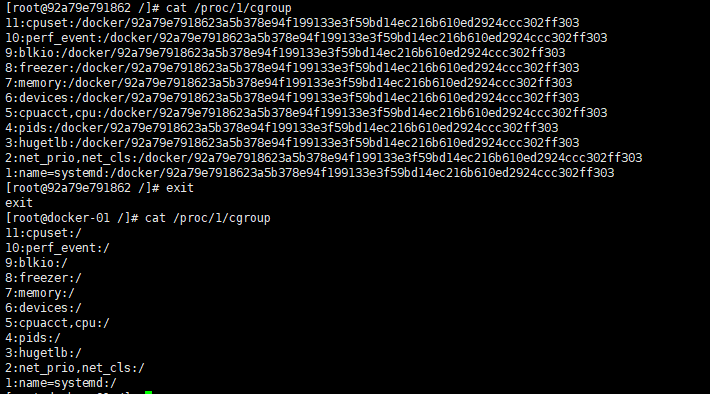 [root@92a79e791862 /]# cat /proc/1/cgroup
11:cpuset:/docker/92a79e7918623a5b378e94f199133e3f59bd14ec216b610ed2924ccc302ff303
10:perf_event:/docker/92a79e7918623a5b378e94f199133e3f59bd14ec216b610ed2924ccc302ff303
9:blkio:/docker/92a79e7918623a5b378e94f199133e3f59bd14ec216b610ed2924ccc302ff303
8:freezer:/docker/92a79e7918623a5b378e94f199133e3f59bd14ec216b610ed2924ccc302ff303
7:memory:/docker/92a79e7918623a5b378e94f199133e3f59bd14ec216b610ed2924ccc302ff303
6:devices:/docker/92a79e7918623a5b378e94f199133e3f59bd14ec216b610ed2924ccc302ff303
5:cpuacct,cpu:/docker/92a79e7918623a5b378e94f199133e3f59bd14ec216b610ed2924ccc302ff303
4:pids:/docker/92a79e7918623a5b378e94f199133e3f59bd14ec216b610ed2924ccc302ff303
3:hugetlb:/docker/92a79e7918623a5b378e94f199133e3f59bd14ec216b610ed2924ccc302ff303
2:net_prio,net_cls:/docker/92a79e7918623a5b378e94f199133e3f59bd14ec216b610ed2924ccc302ff303
1:name=systemd:/docker/92a79e7918623a5b378e94f199133e3f59bd14ec216b610ed2924ccc302ff303
[root@92a79e791862 /]# exit
exit
[root@docker-01 /]# cat /proc/1/cgroup
11:cpuset:/
10:perf_event:/
9:blkio:/
8:freezer:/
7:memory:/
6:devices:/
5:cpuacct,cpu:/
4:pids:/
3:hugetlb:/
2:net_prio,net_cls:/
1:name=systemd:/